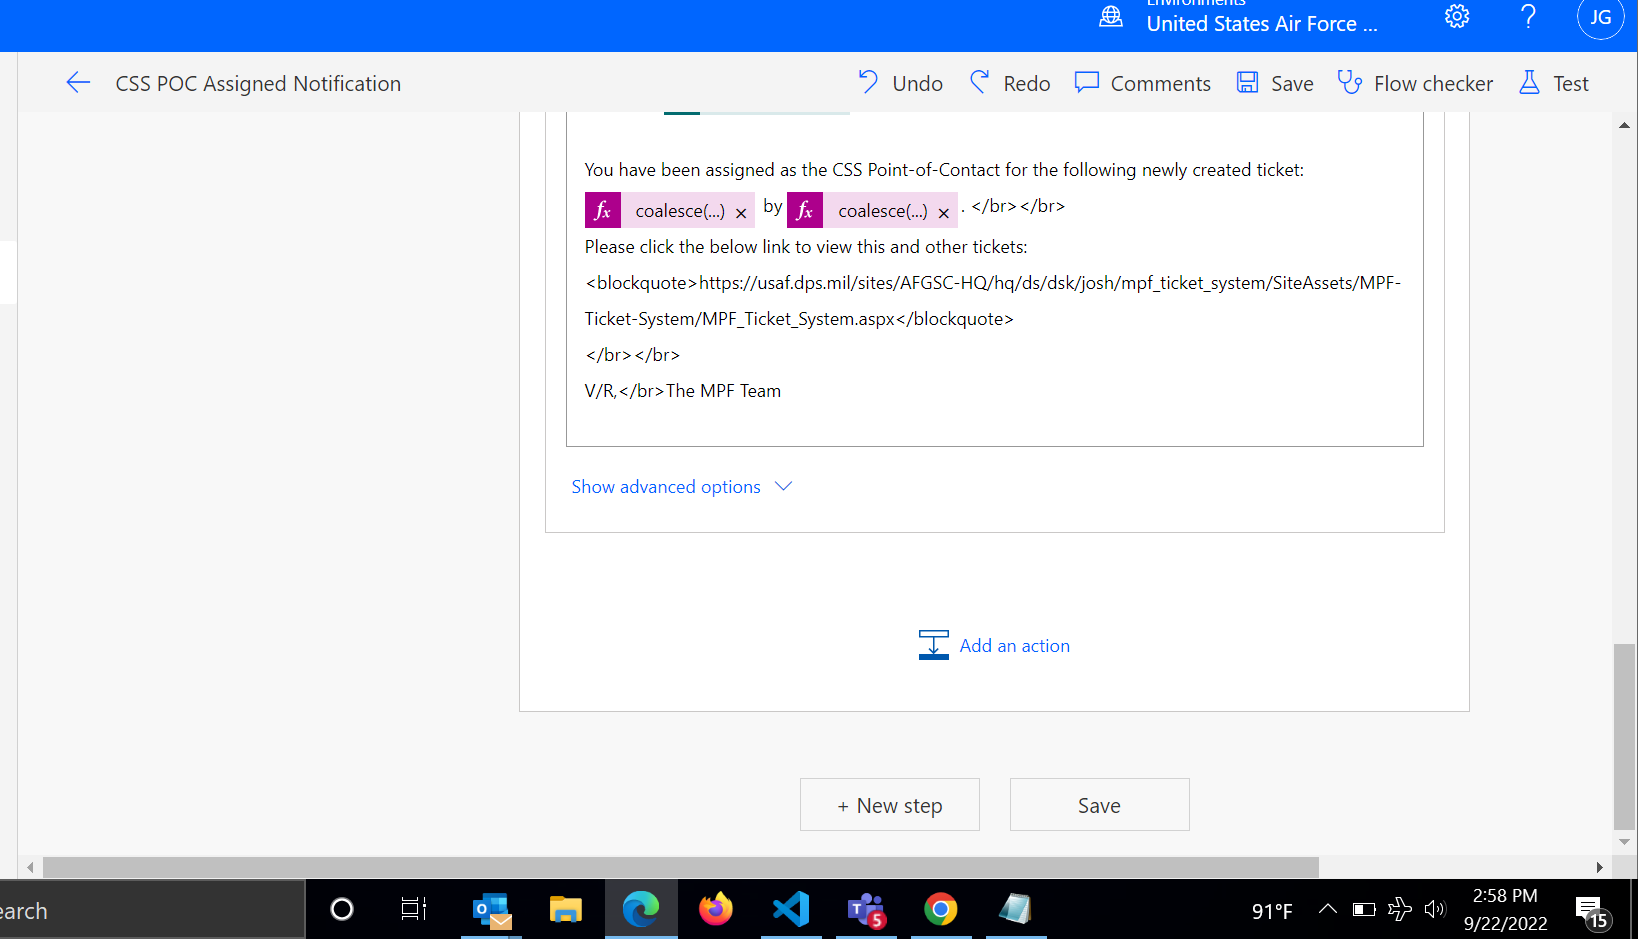 Environments
United States Air Force ...
JG
CSS POC Assigned Notification
Undo
Redo
Comments
Save
Flow checker
Test
You have been assigned as the CSS Point-of-Contact for the following newly created ticket:
fx coalesce(...) × by fx coalesce(...) × . </br></br>
Please click the below link to view this and other tickets:
<blockquote>https://usaf.dps.mil/sites/AFGSC-HQ/hq/ds/dsk/josh/mpf_ticket_system/SiteAssets/MPF-
Ticket-System/MPF_Ticket_System.aspx</blockquote>
</br></br>
V/R,</br>The MPF Team
Show advanced options
Add an action
+ New step
Save
earch
5
91°F
2:58 PM
9/22/2022
15